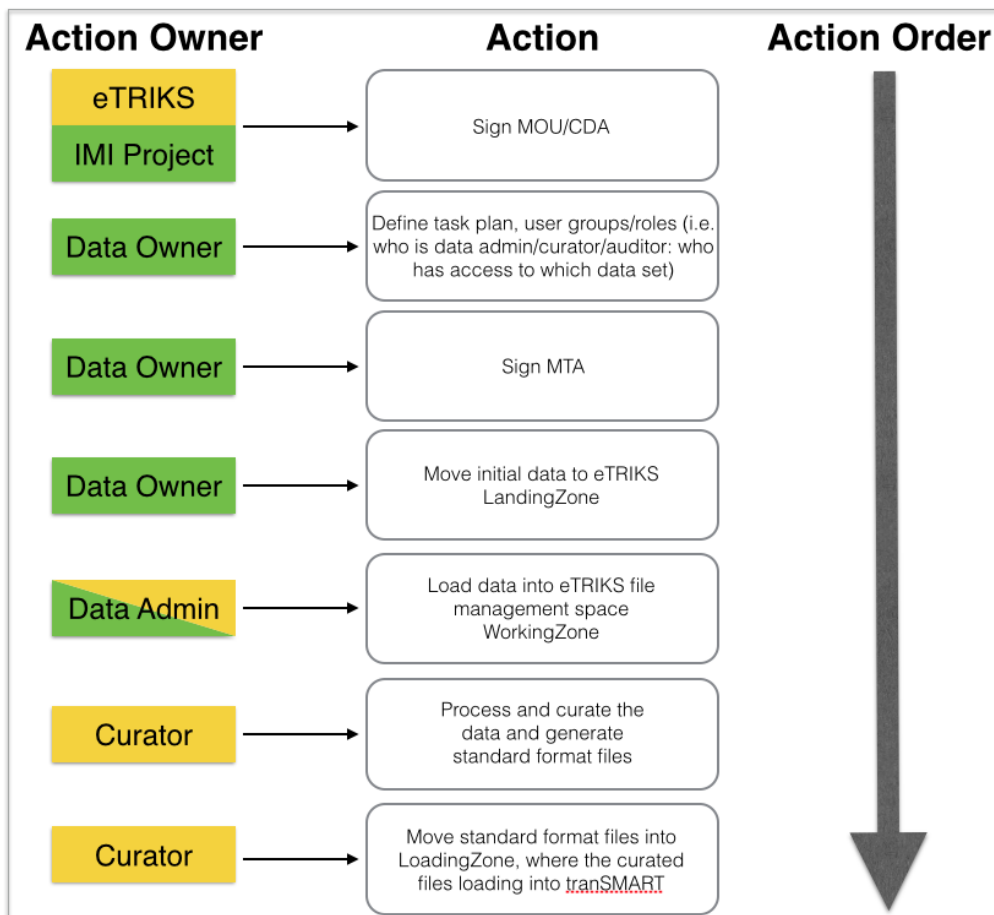 Action Owner
Action
Action Order
eTRIKS
IMI Project
Sign MOU/CDA
Data Owner
Define task plan, user groups/roles (i.e.
who is data admin/curator/auditor: who
has access to which data set)
Data Owner
Sign MTA
Data Owner
Move initial data to eTRIKS
LandingZone
Data Admin
Load data into eTRIKS file
management space
WorkingZone
Curator
Process and curate the
data and generate
standard format files
Curator
Move standard format files into
LoadingZone, where the curated
files loading into tranSMART